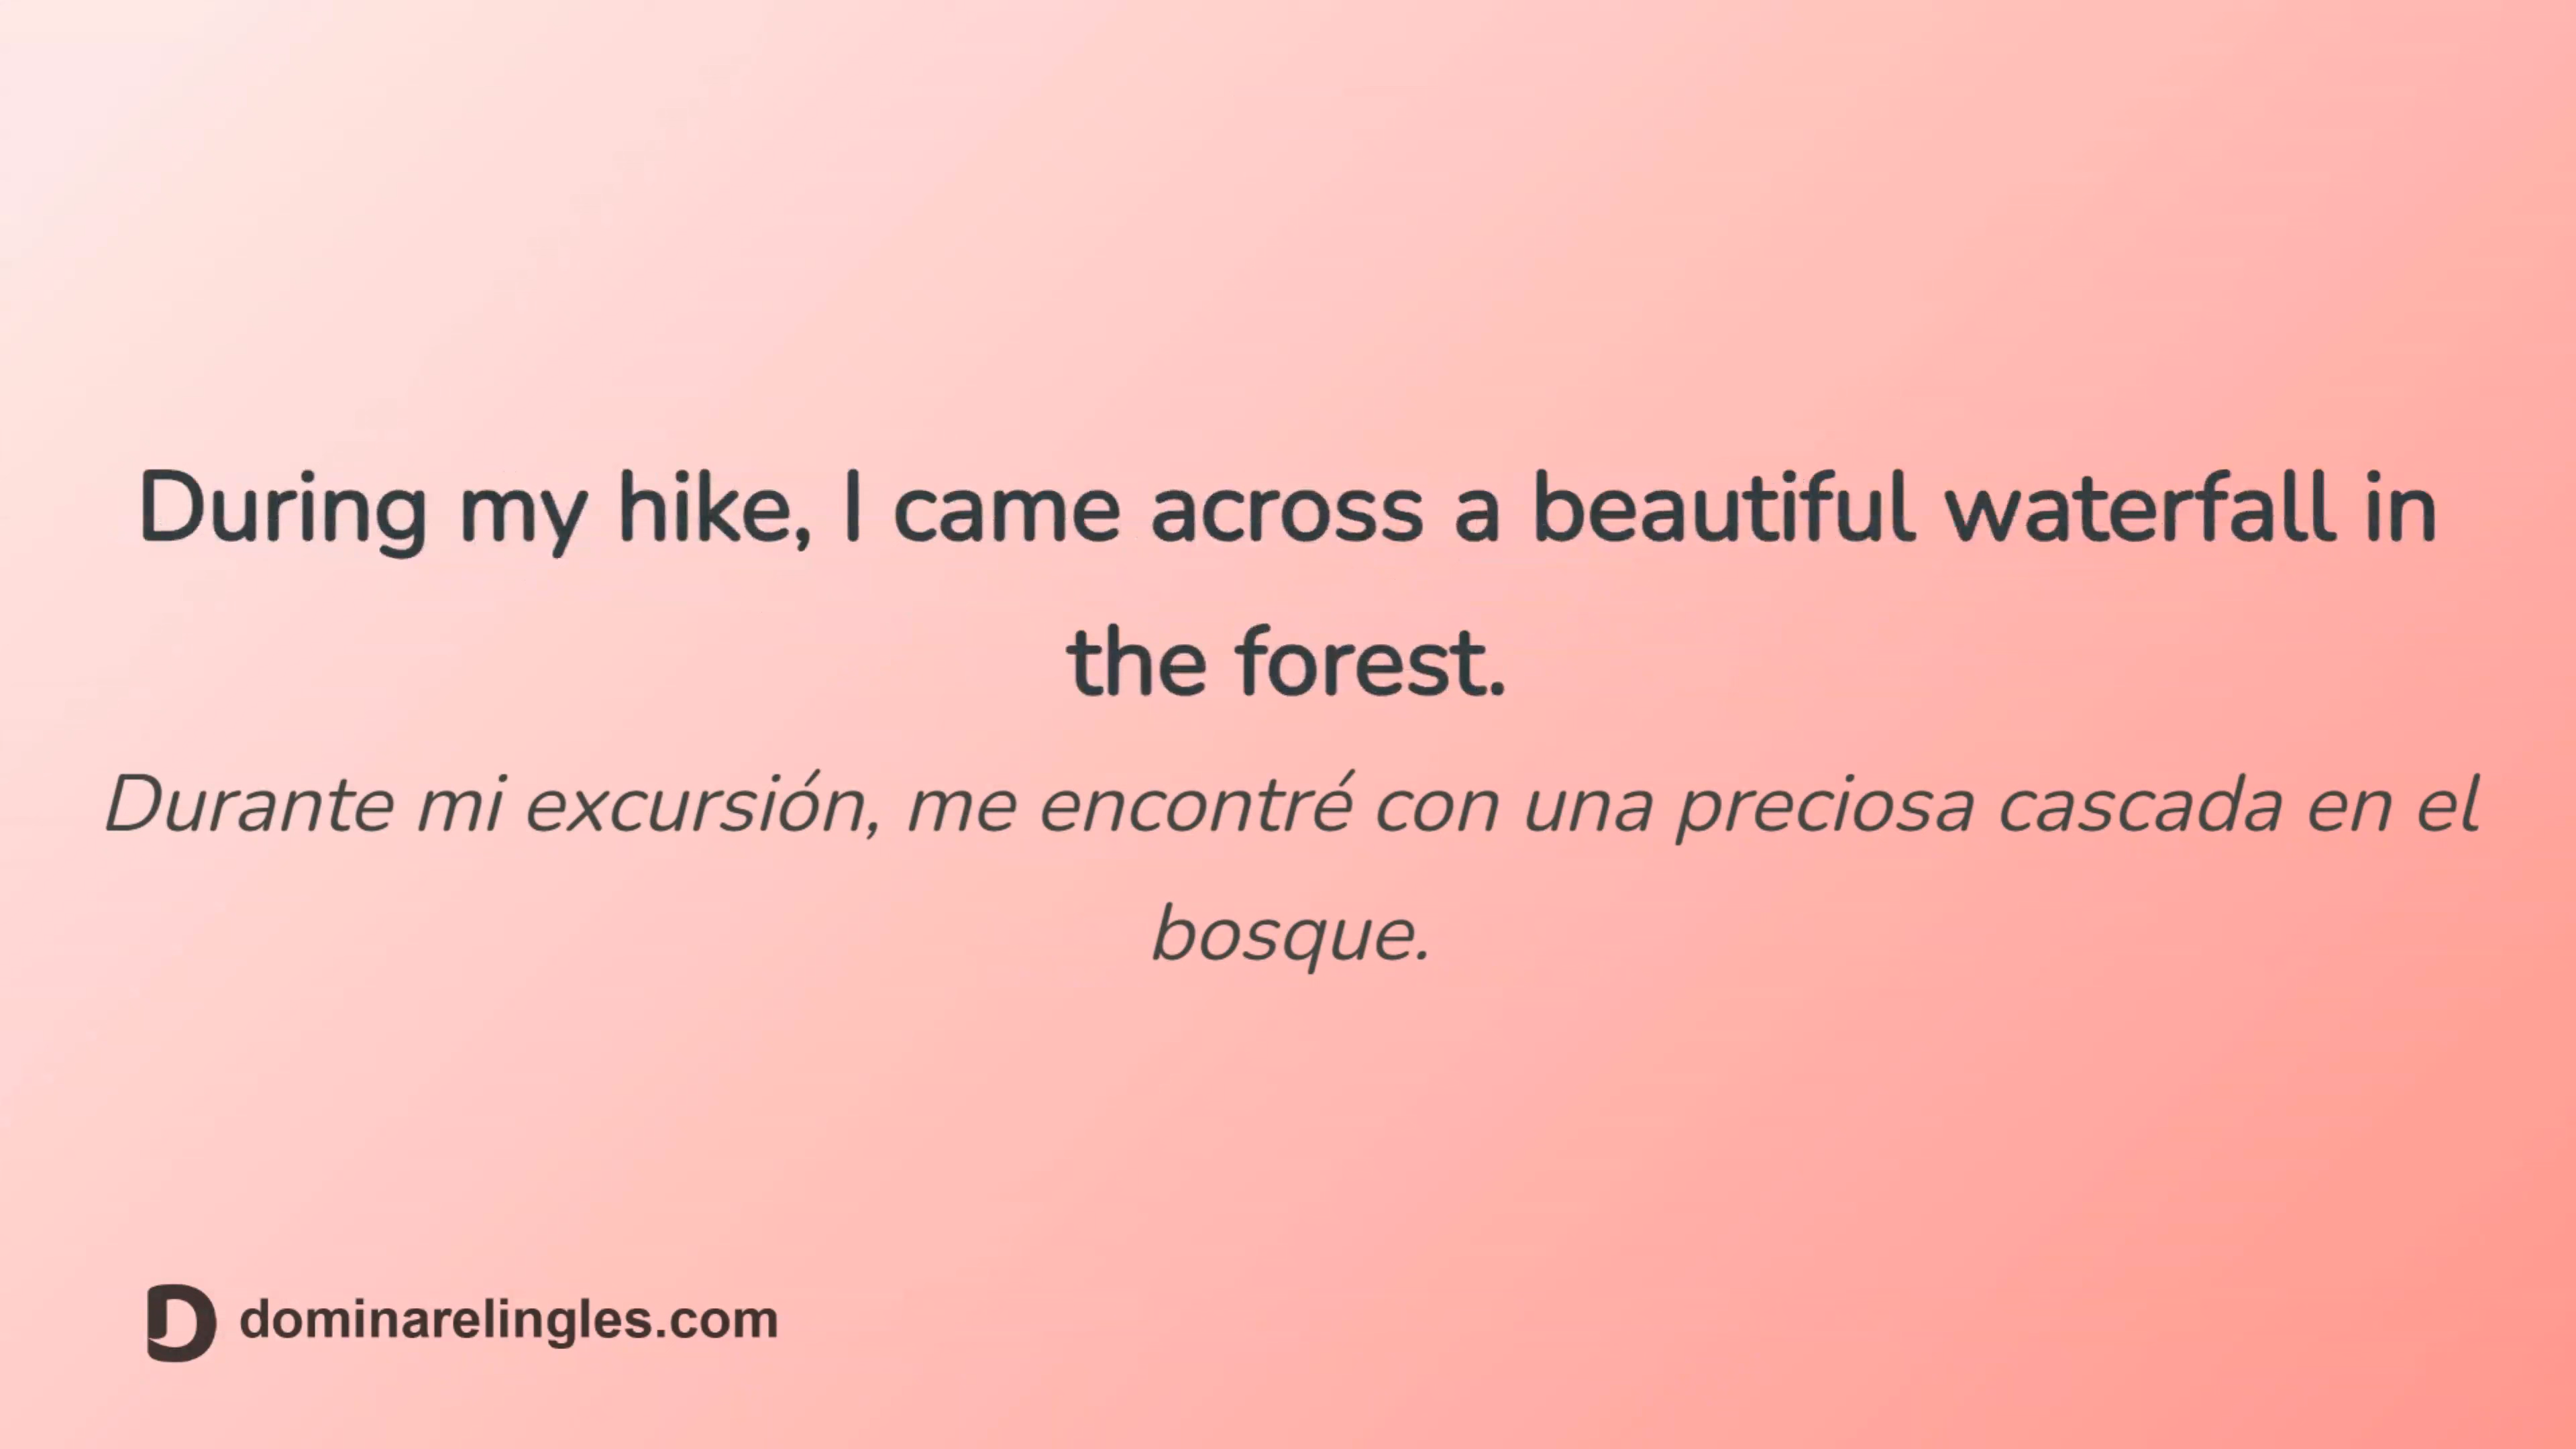 During my hike, I came across a beautiful waterfall in
the forest.
Durante mi excursión, me encontré con una preciosa cascada en el
bosque.
D dominarelingles.com